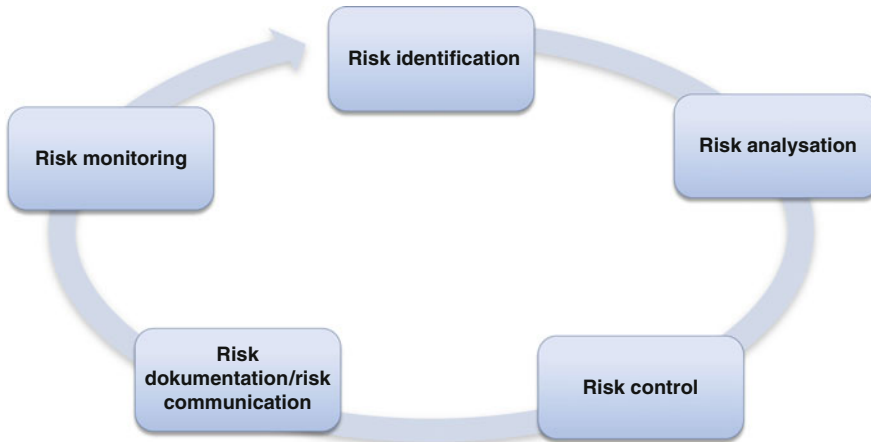 Risk identification
Risk analysation
Risk control
Risk
dokumentation/risk
communication
Risk monitoring